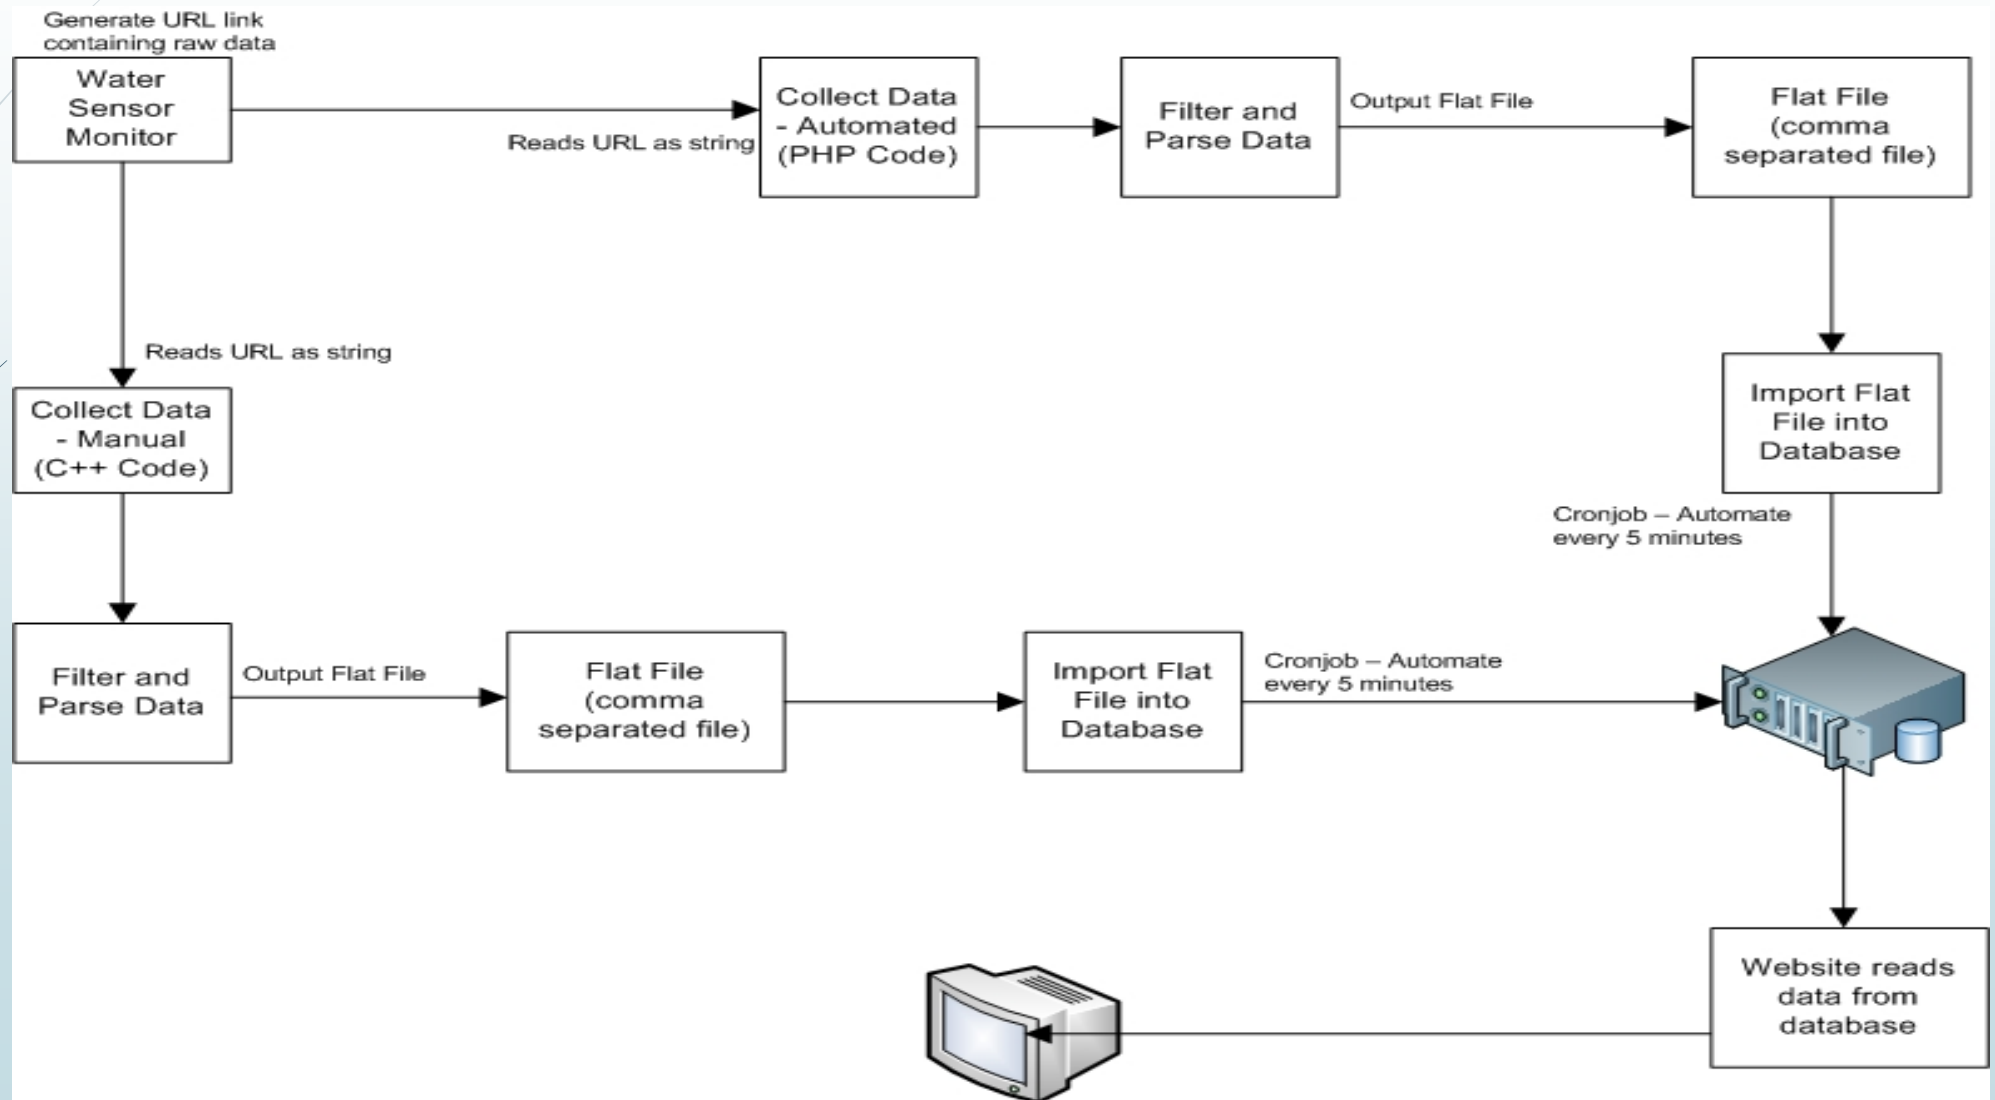 Generate URL link
containing raw data
Water
Sensor
Monitor
Reads URL as string
Collect Data
- Automated
(PHP Code)
Filter and
Parse Data
Output Flat File
Flat File
(comma
separated file)
Reads URL as string
Collect Data
- Manual
(C++ Code)
Import Flat
File into
Database
Cronjob – Automate
every 5 minutes
Filter and
Parse Data
Output Flat File
Flat File
(comma
separated file)
Import Flat
File into
Database
Cronjob – Automate
every 5 minutes
Website reads
data from
database